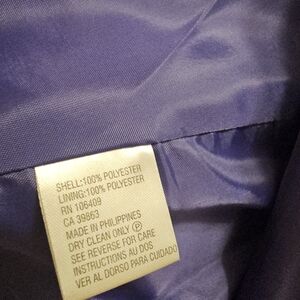 SHELL:100% POLYESTER
LINING:100% POLYESTER
RN 106409
CA 39863
MADE IN PHILIPPINES
DRY CLEAN ONLY Ⓟ
SEE REVERSE FOR CARE
INSTRUCTIONS AU DOS
VER AL DORSO PARA CUIDADO